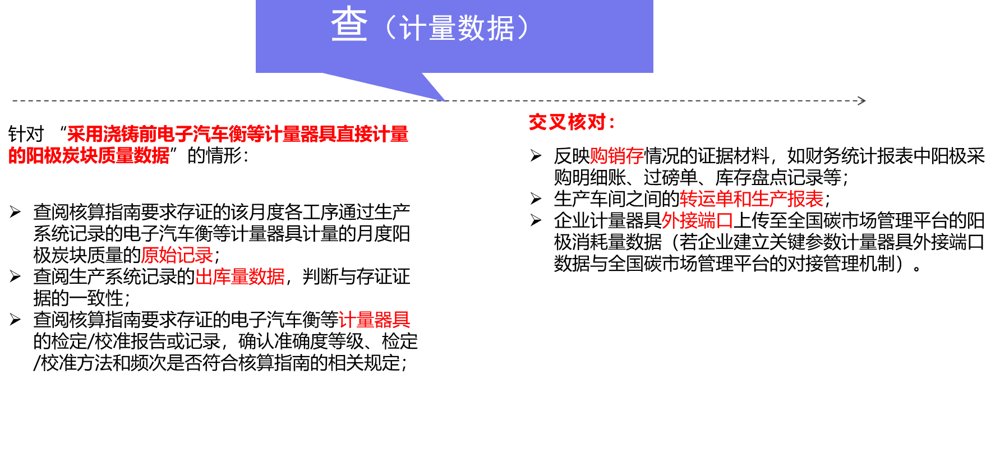 查（计量数据）
针对 “采用浇铸前电子汽车衡等计量器具直接计量
的阳极炭块质量数据”的情形：
➢ 查阅核算指南要求存证的该月度各工序通过生产
系统记录的电子汽车衡等计量器具计量的月度阳
极炭块质量的原始记录；
➢ 查阅生产系统记录的出库量数据，判断与存证证
据的一致性；
➢ 查阅核算指南要求存证的电子汽车衡等计量器具
的检定/校准报告或记录，确认准确度等级、检定
/校准方法和频次是否符合核算指南的相关规定；
交叉核对：
➢ 反映购销存情况的证据材料，如财务统计报表中阳极采
购明细账、过磅单、库存盘点记录等；
➢ 生产车间之间的转运单和生产报表；
➢ 企业计量器具外接端口上传至全国碳市场管理平台的阳
极消耗量数据（若企业建立关键参数计量器具外接端口
数据与全国碳市场管理平台的对接管理机制）。